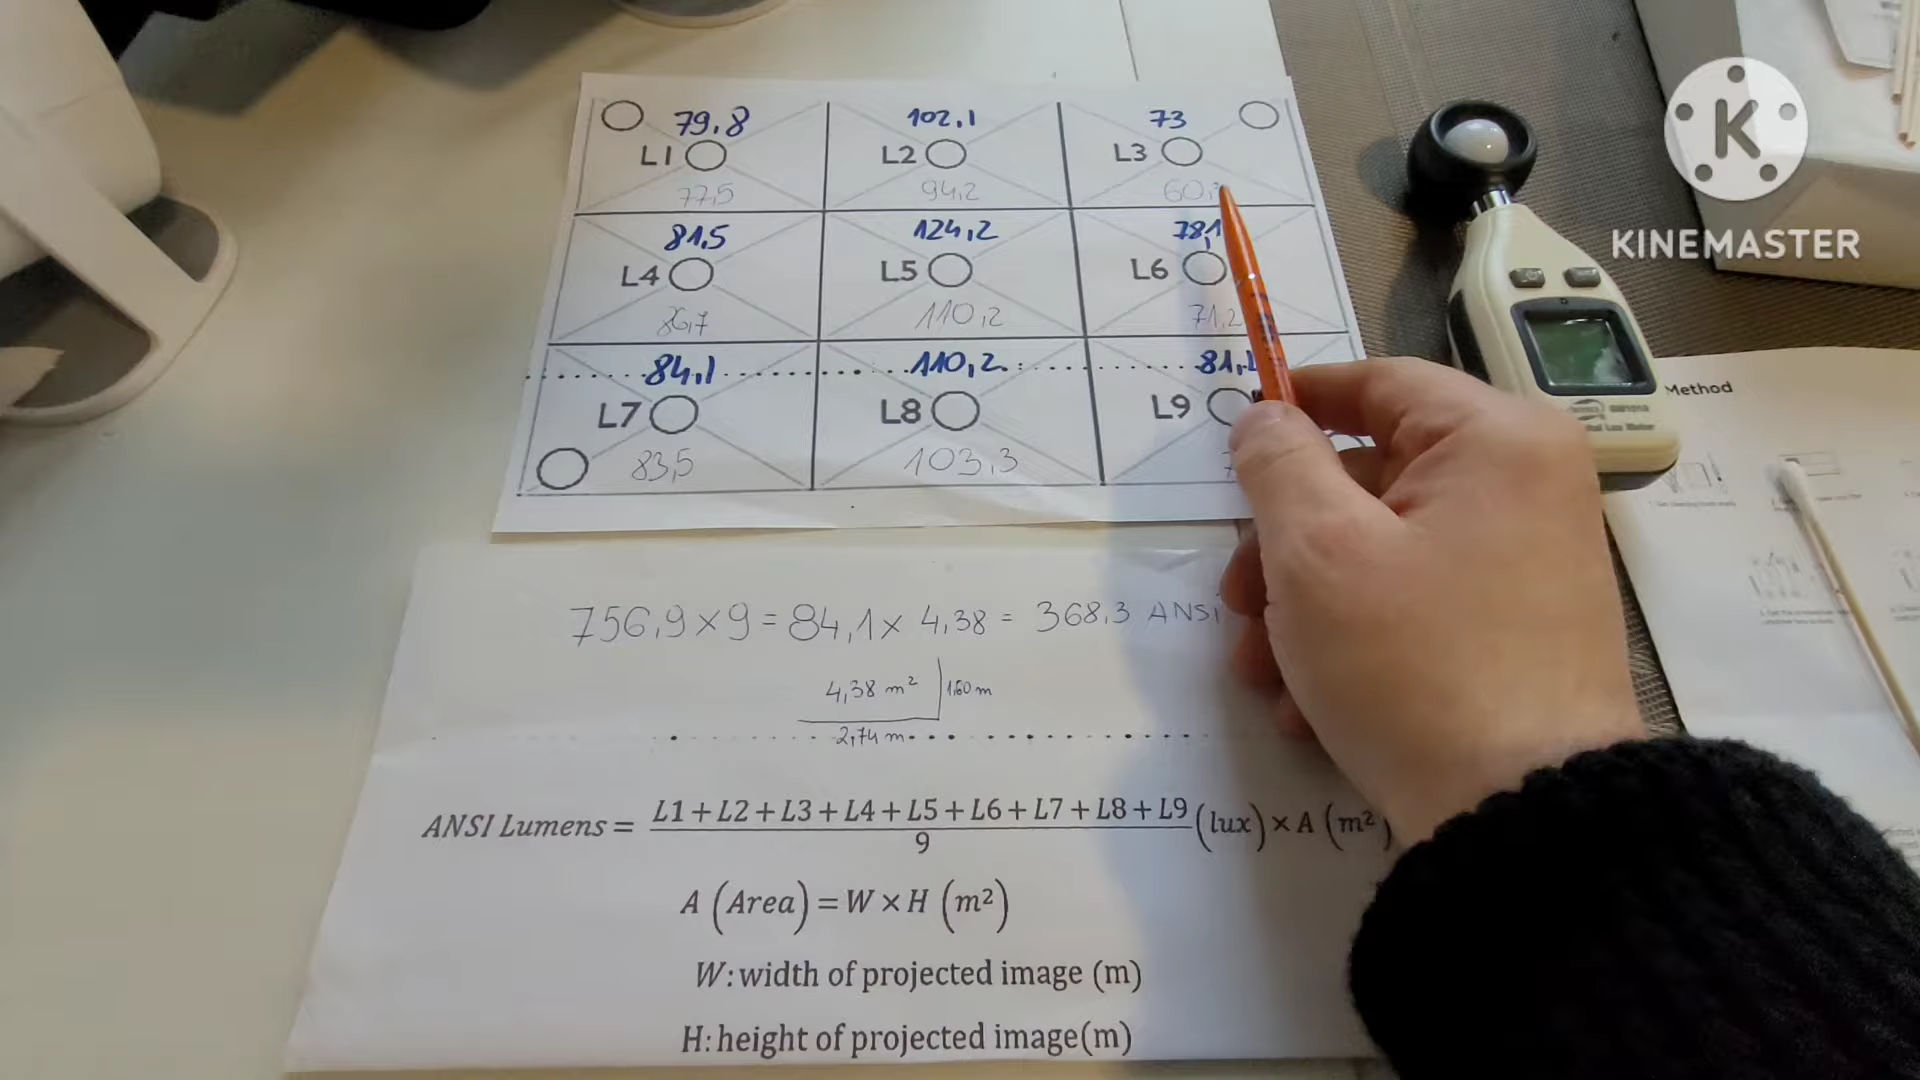 79,8 102,1 73
L1 L2 L3
77,5 94,2
81,5 124,2 78,1
L4 L5 L6
86,7 110,2 71,2
84,1 110,2
L7 L8 L9
83,5 103,3
K
KINEMASTER
Method
756,9 × 9 = 84,1 × 4,38 = 368,3 ANSI
4,38 m² 1.60 m
2,74 m
ANSI Lumens = L1 + L2 + L3 + L4 + L5 + L6 + L7 + L8 + L9 (lux) × A (m²)
9
A (Area) = W × H (m²)
W: width of projected image (m)
H: height of projected image(m)